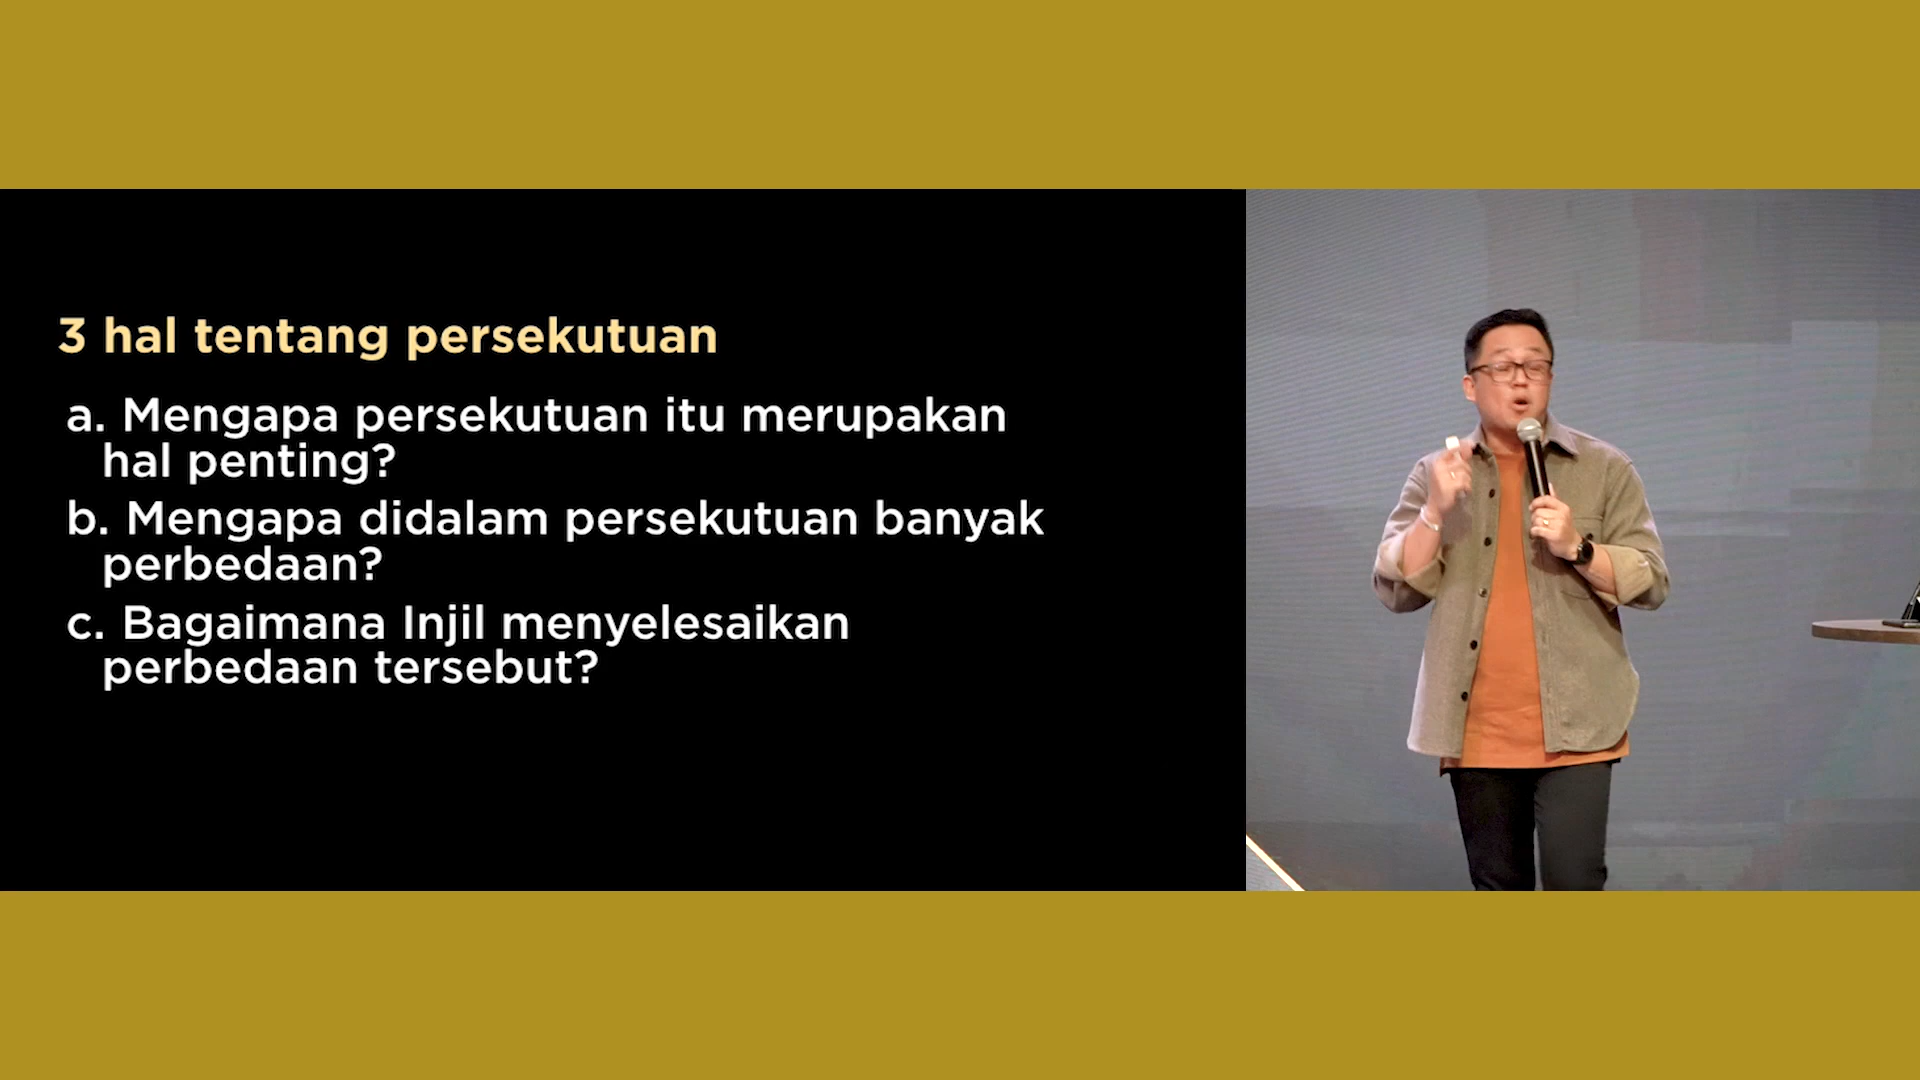 3 hal tentang persekutuan
a. Mengapa persekutuan itu merupakan
hal penting?
b. Mengapa didalam persekutuan banyak
perbedaan?
c. Bagaimana Injil menyelesaikan
perbedaan tersebut?